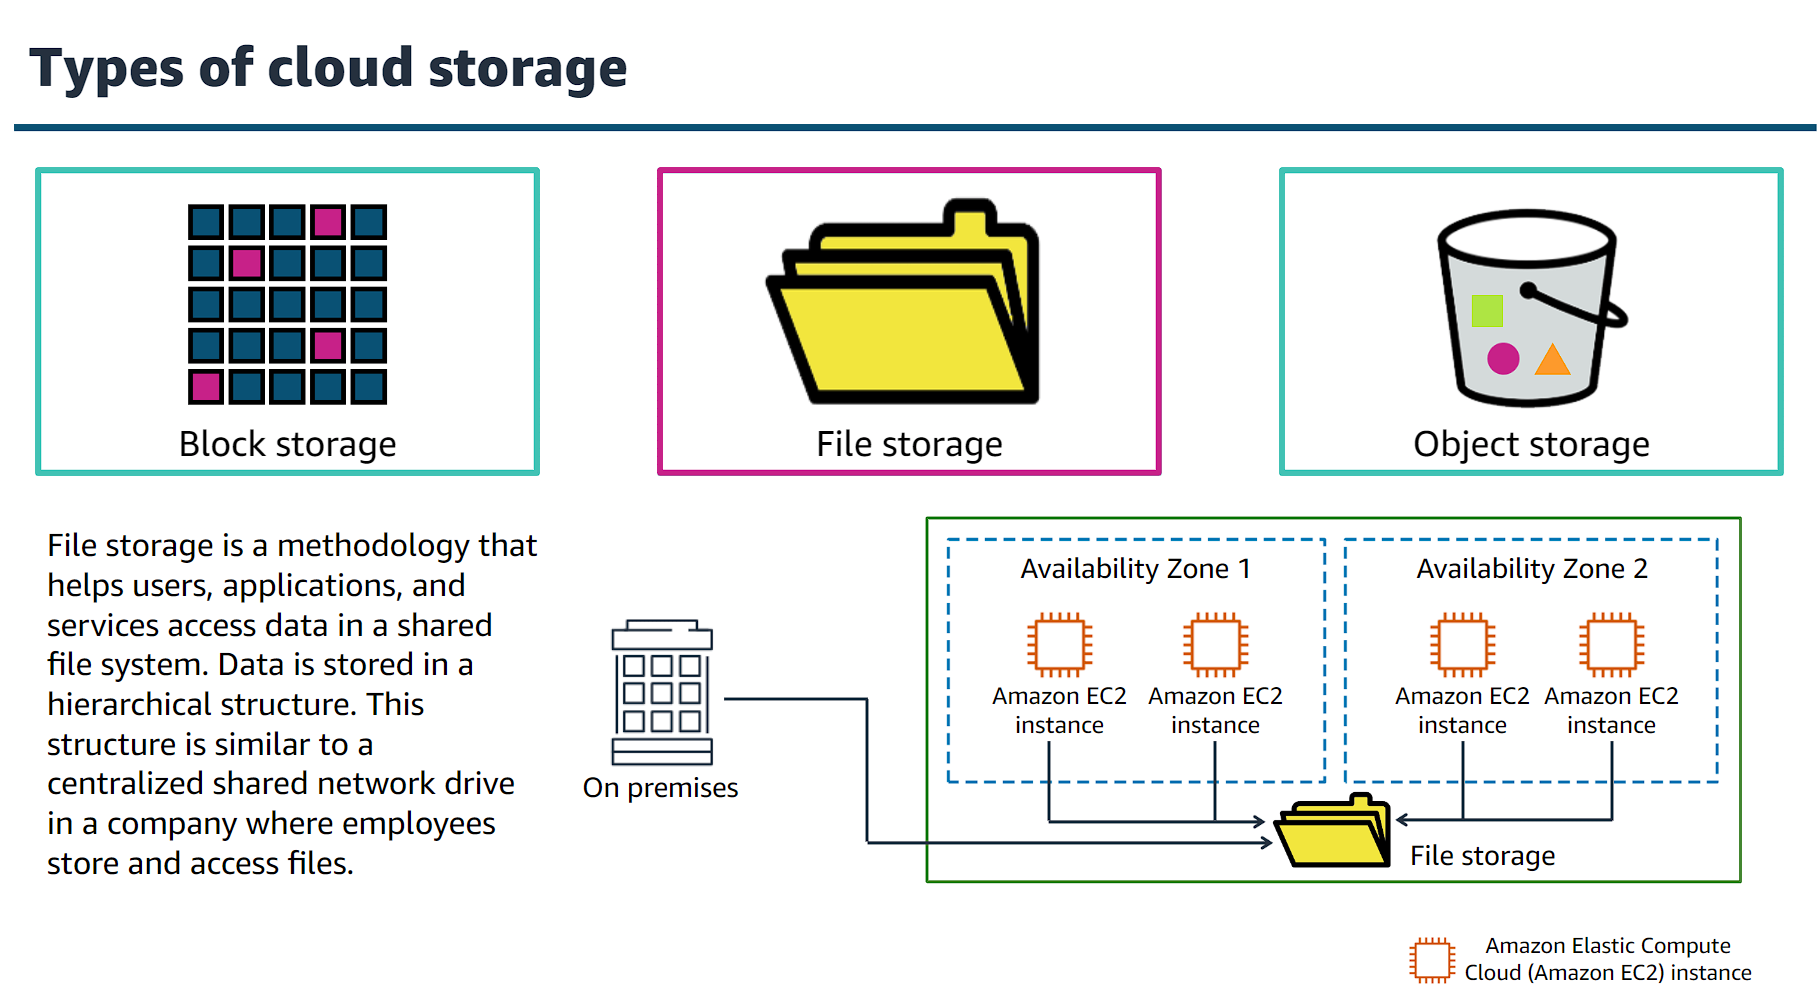 Types of cloud storage
Block storage
File storage
Object storage
File storage is a methodology that
helps users, applications, and
services access data in a shared
file system. Data is stored in a
hierarchical structure. This
structure is similar to a
centralized shared network drive
in a company where employees
store and access files.
On premises
Availability Zone 1
Amazon EC2
instance
Amazon EC2
instance
Availability Zone 2
Amazon EC2
instance
Amazon EC2
instance
File storage
Amazon Elastic Compute
Cloud (Amazon EC2) instance